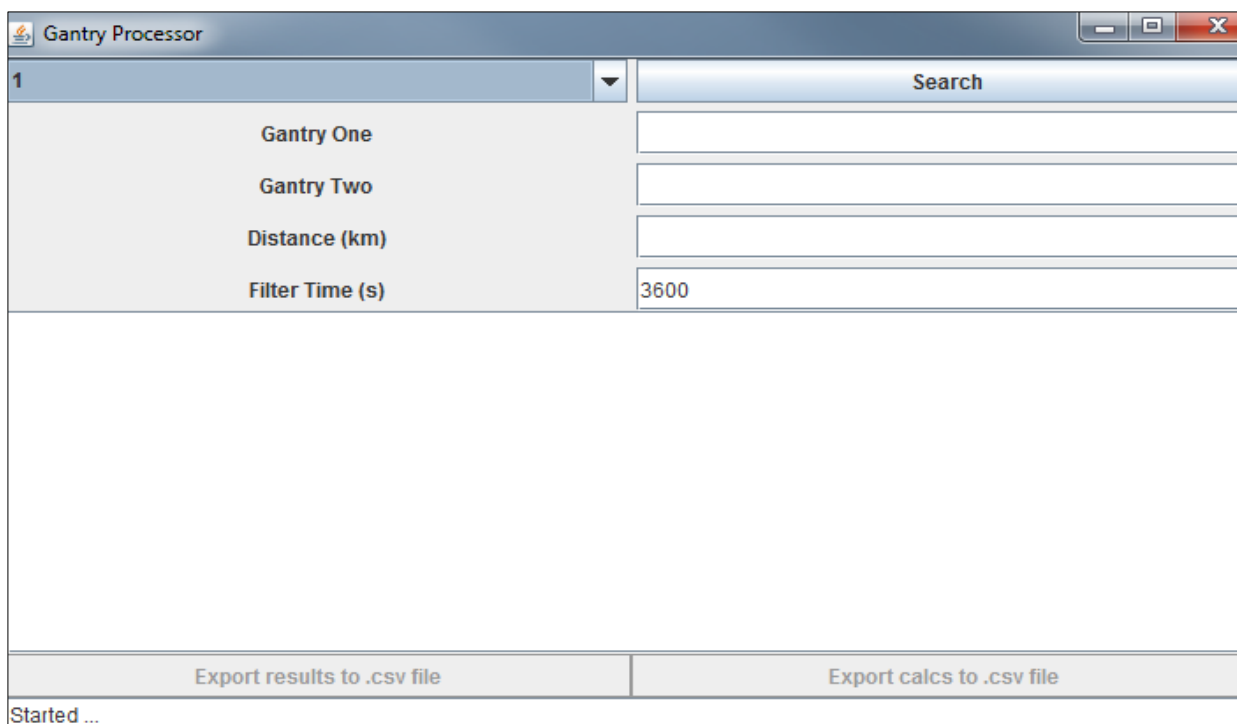 Gantry Processor
1
Search
Gantry One
Gantry Two
Distance (km)
Filter Time (s)
3600
Export results to .csv file
Export calcs to .csv file
Started ...